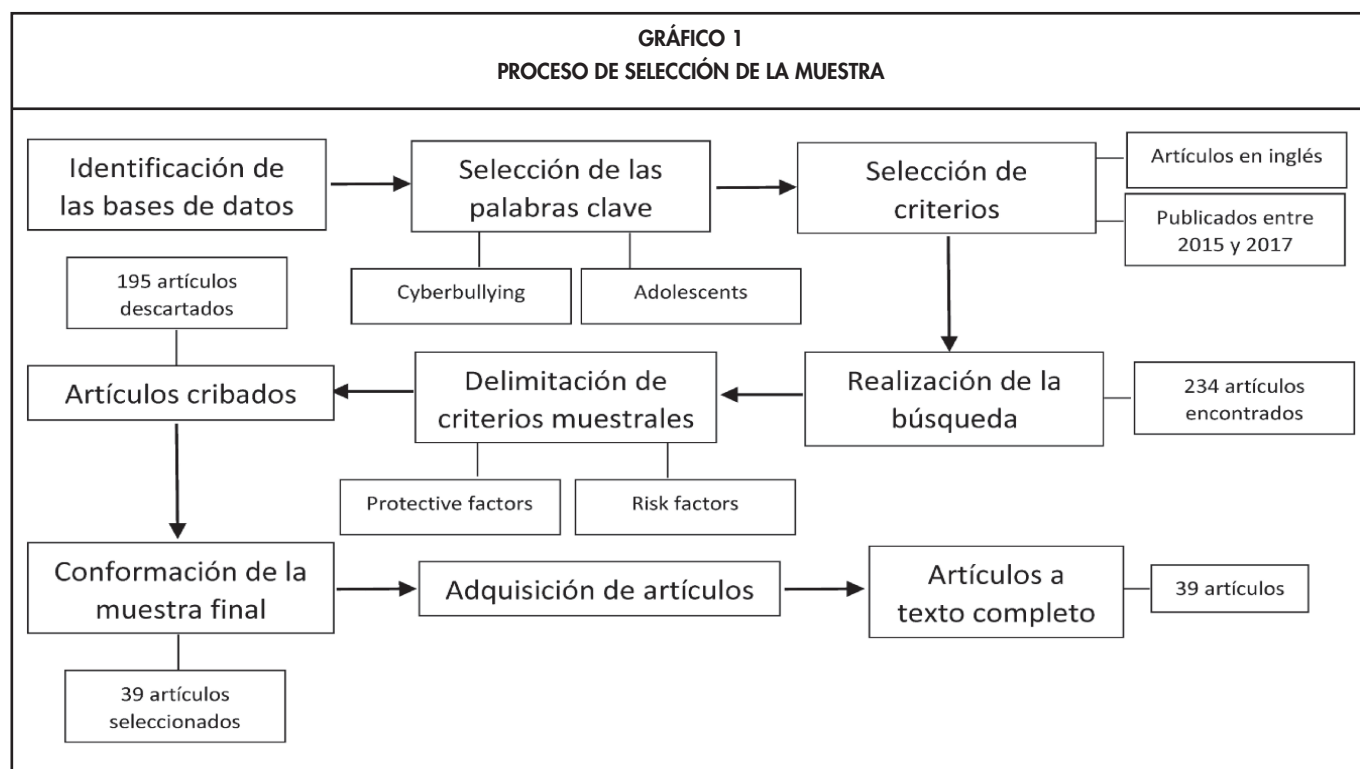 GRÁFICO 1
PROCESO DE SELECCIÓN DE LA MUESTRA
Identificación de
las bases de datos
Selección de las
palabras clave
Cyberbullying
Adolescents
Selección de
criterios
Artículos en inglés
Publicados entre
2015 y 2017
Realización de la
búsqueda
234 artículos
encontrados
Delimitación de
criterios muestrales
Protective factors
Risk factors
195 artículos
descartados
Artículos cribados
Conformación de la
muestra final
39 artículos
seleccionados
Adquisición de artículos
Artículos a
texto completo
39 artículos